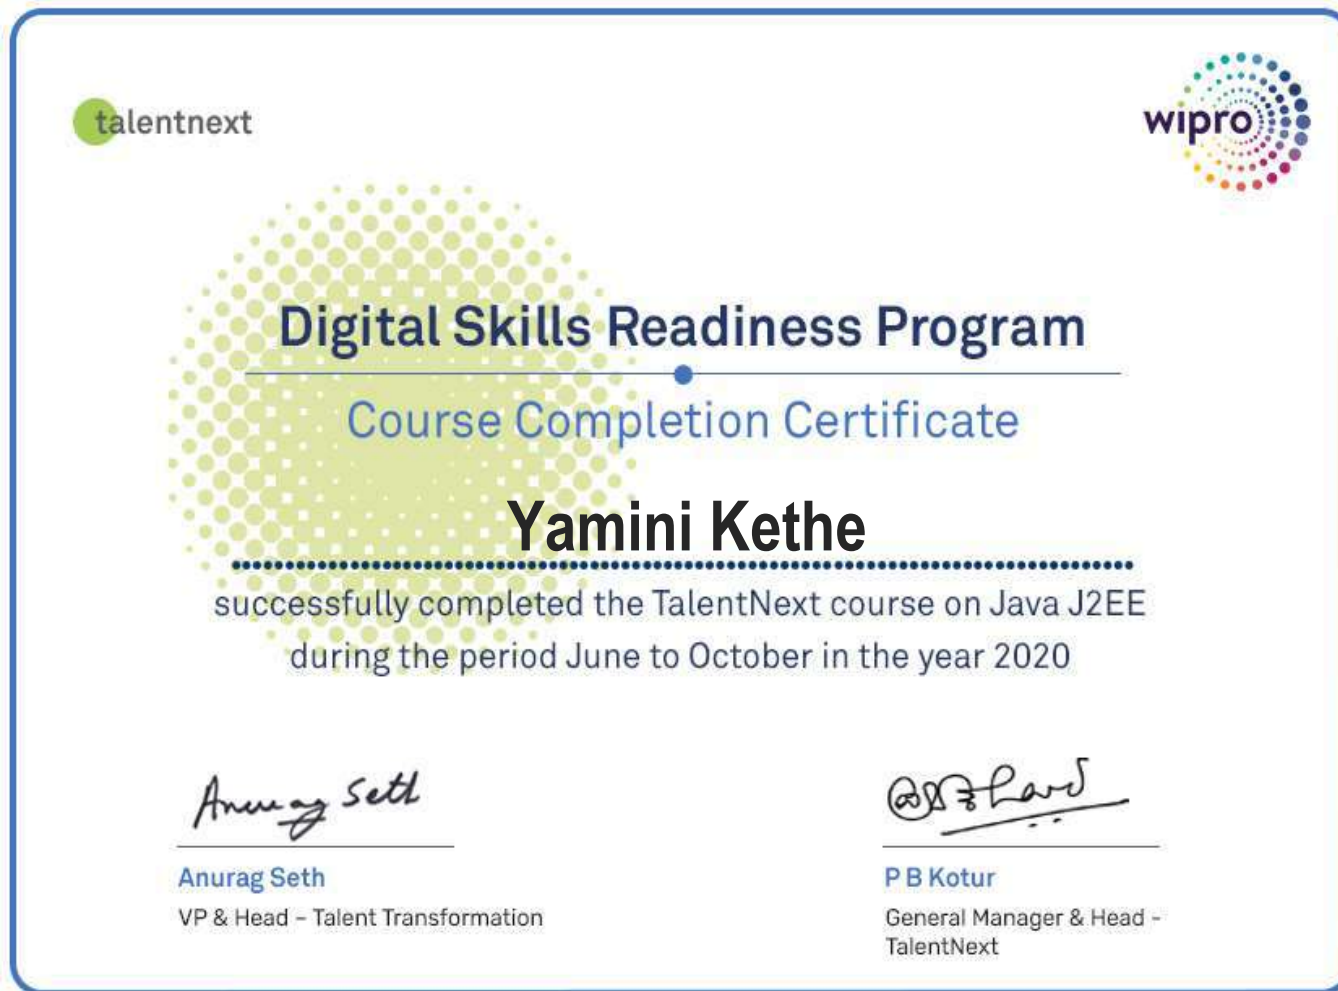 talentnext
wipro
Digital Skills Readiness Program
Course Completion Certificate
Yamini Kethe
successfully completed the TalentNext course on Java J2EE
during the period June to October in the year 2020
Anurag Seth
Anurag Seth
VP & Head – Talent Transformation
P B Kotur
General Manager & Head -
TalentNext